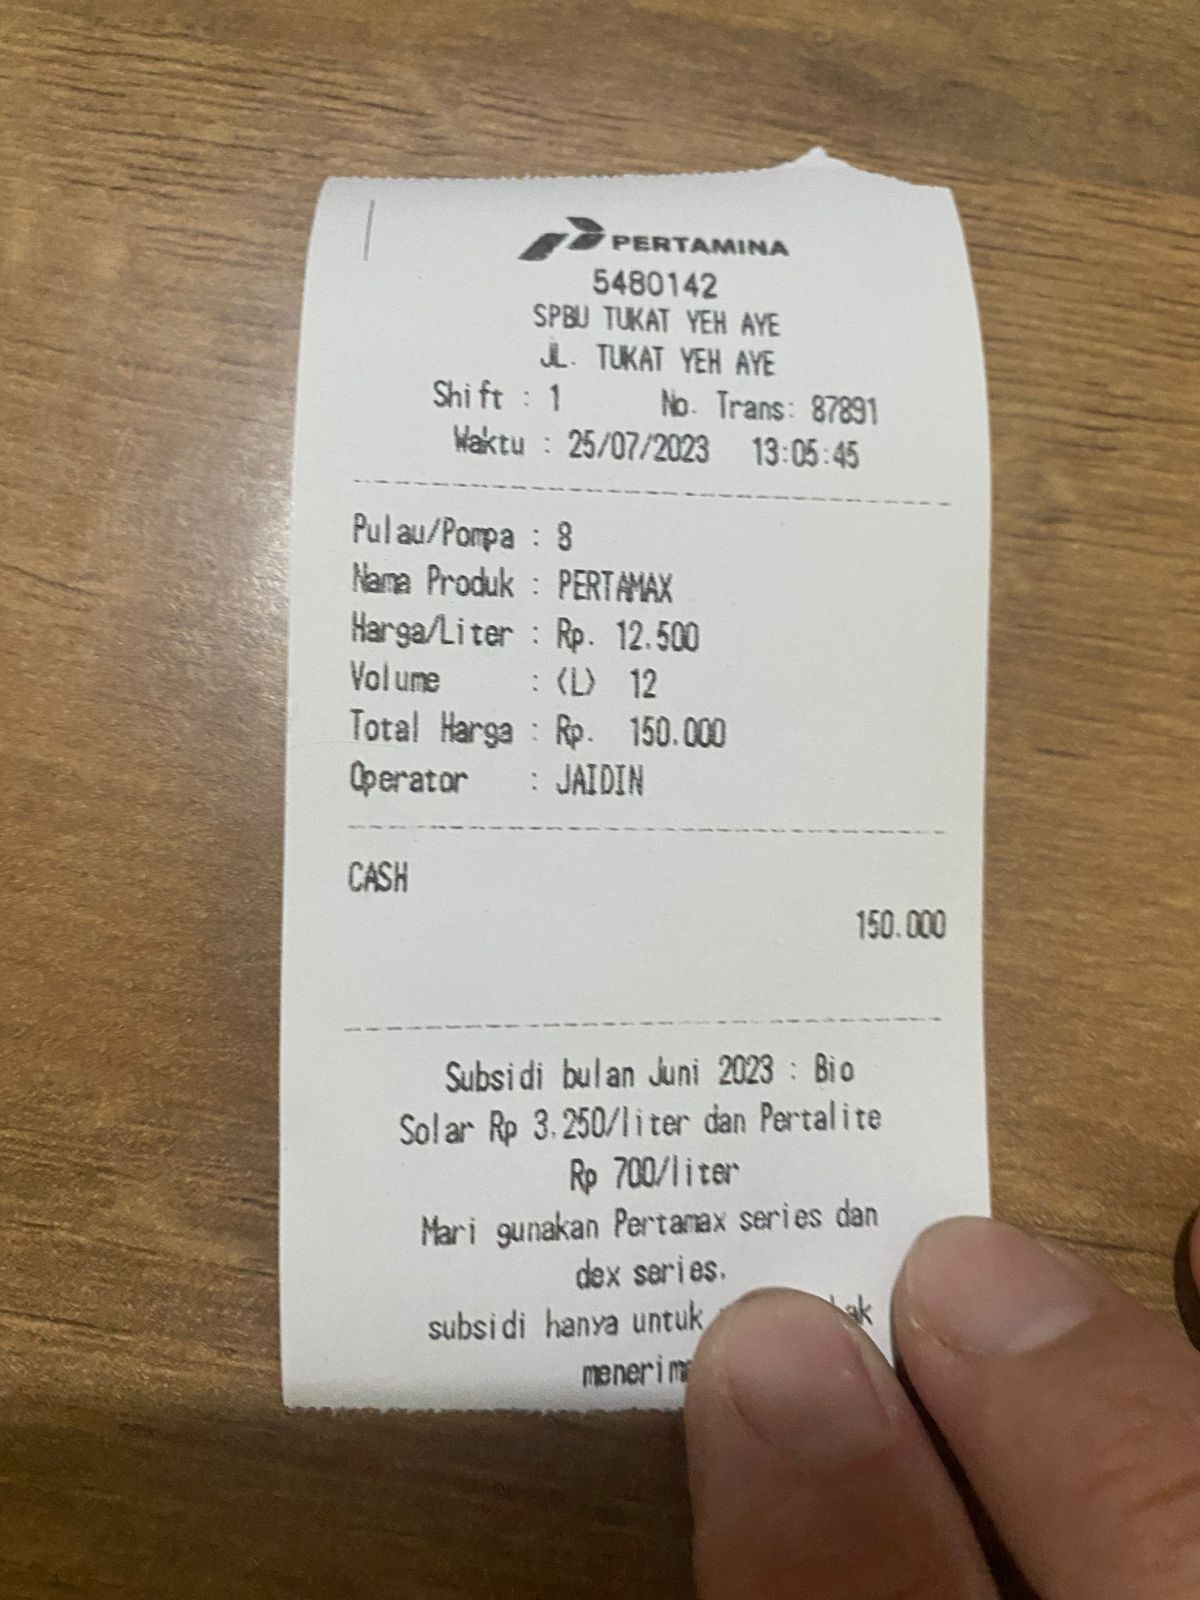 PERTAMINA
5480142
SPBU TUKAT YEH AYE
JL. TUKAT YEH AYE
Shift : 1 No. Trans: 87891
Waktu : 25/07/2023 13:05:45
Pulau/Pompa : 8
Nama Produk : PERTAMAX
Harga/Liter : Rp. 12.500
Volume : (L) 12
Total Harga : Rp. 150.000
Operator : JAIDIN
CASH
150.000
Subsidi bulan Juni 2023 : Bio
Solar Rp 3.250/liter dan Pertalite
Rp 700/liter
Mari gunakan Pertamax series dan
dex series.
subsidi hanya untuk